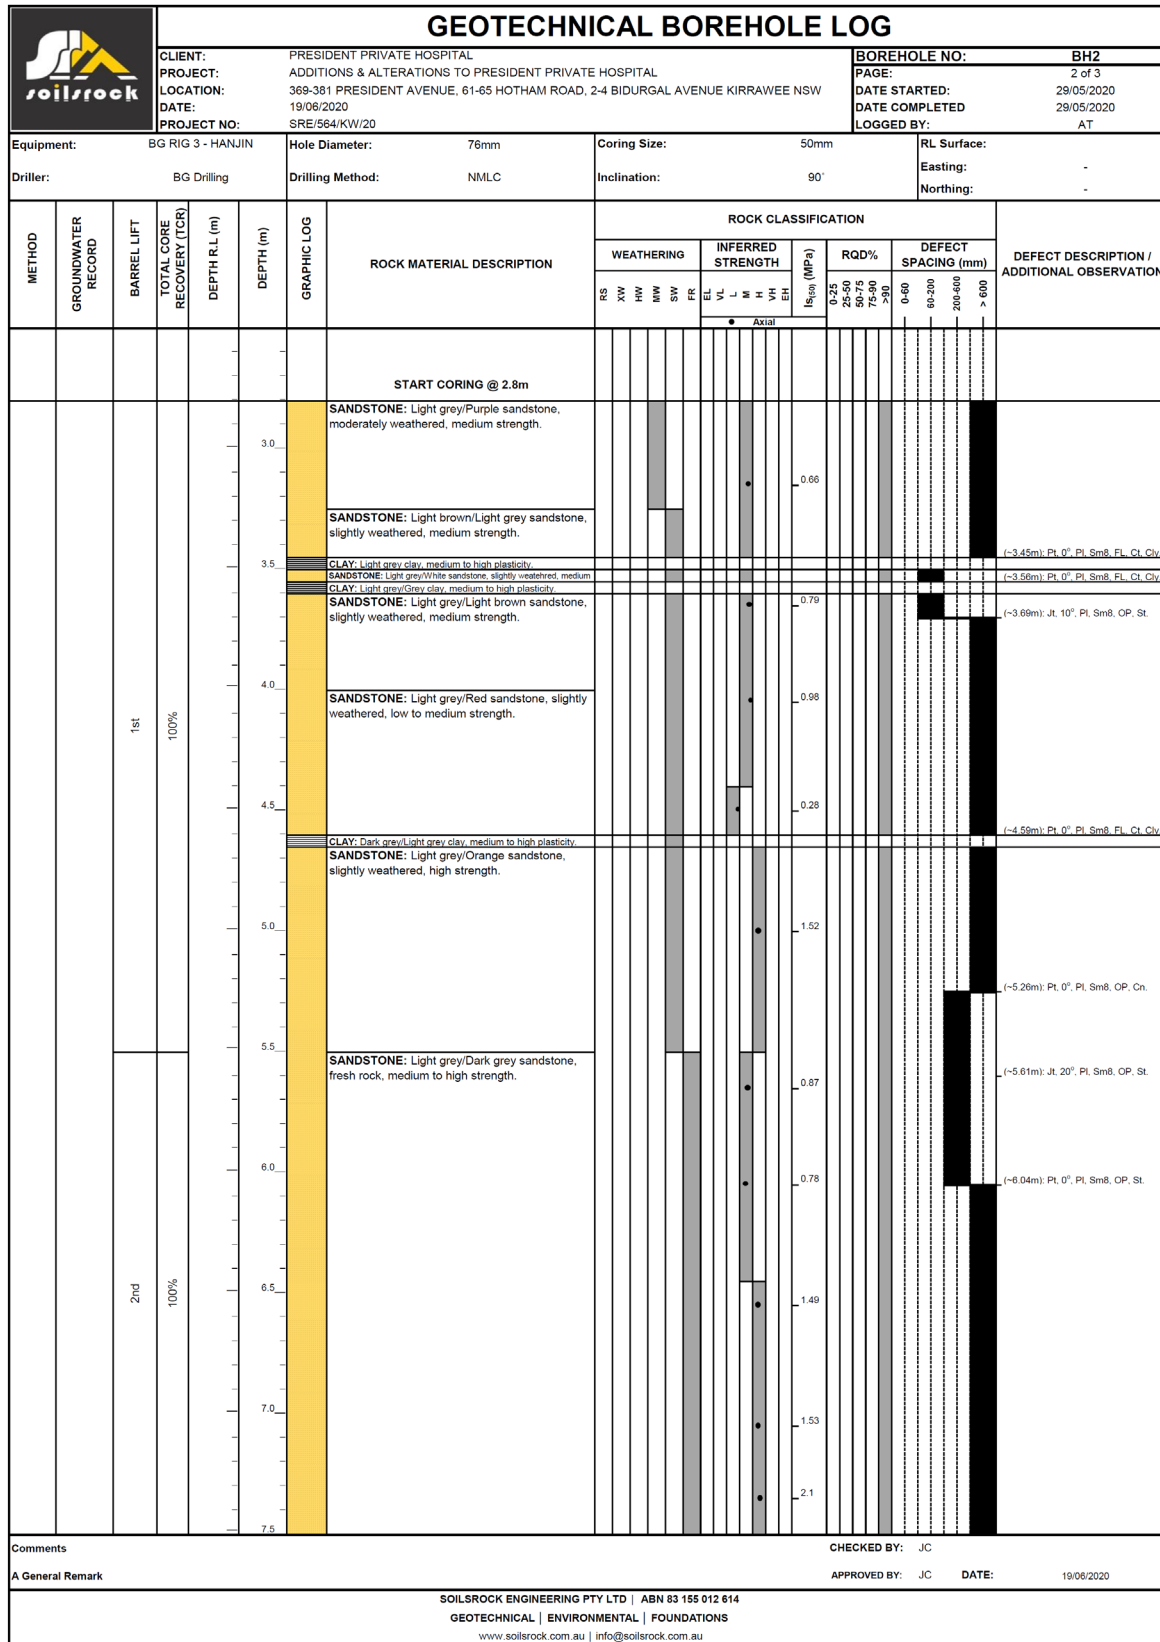 GEOTECHNICAL BOREHOLE LOG
soilsrock
CLIENT: PRESIDENT PRIVATE HOSPITAL
PROJECT: ADDITIONS & ALTERATIONS TO PRESIDENT PRIVATE HOSPITAL
LOCATION: 369-381 PRESIDENT AVENUE, 61-65 HOTHAM ROAD, 2-4 BIDURGAL AVENUE KIRRAWEE NSW
DATE: 19/06/2020
PROJECT NO: SRE/564/KW/20
BOREHOLE NO: BH2
PAGE: 2 of 3
DATE STARTED: 29/05/2020
DATE COMPLETED 29/05/2020
LOGGED BY: AT
Equipment: BG RIG 3 - HANJIN Hole Diameter: 76mm Coring Size: 50mm RL Surface:
Easting: -
Driller: BG Drilling Drilling Method: NMLC Inclination: 90°
Northing: -
METHOD
GROUNDWATER
RECORD
BARREL LIFT
TOTAL CORE
RECOVERY (TCR)
DEPTH R.L (m)
DEPTH (m)
GRAPHIC LOG
ROCK MATERIAL DESCRIPTION
ROCK CLASSIFICATION
WEATHERING
RS XW HW MW SW FR
INFERRED
STRENGTH
EL VL L M H VH EH
● Axial
Is(50) (MPa)
RQD%
0-25 25-50 50-75 75-90 >90
DEFECT
SPACING (mm)
0-60 60-200 200-600 > 600
DEFECT DESCRIPTION /
ADDITIONAL OBSERVATION
START CORING @ 2.8m
SANDSTONE: Light grey/Purple sandstone,
moderately weathered, medium strength.
3.0
0.66
SANDSTONE: Light brown/Light grey sandstone,
slightly weathered, medium strength.
(~3.45m): Pt, 0°, Pl, Sm8, FL, Ct, Cly
3.5
CLAY: Light grey clay, medium to high plasticity.
SANDSTONE: Light grey/White sandstone, slightly weatehred, medium
(~3.56m): Pt, 0°, Pl, Sm8, FL, Ct, Cly
CLAY: Light grey/Grey clay, medium to high plasticity.
SANDSTONE: Light grey/Light brown sandstone,
slightly weathered, medium strength.
0.79
(~3.69m): Jt, 10°, Pl, Sm8, OP, St.
4.0
SANDSTONE: Light grey/Red sandstone, slightly
weathered, low to medium strength.
0.98
1st
100%
4.5
0.28
(~4.59m): Pt, 0°, Pl, Sm8, FL, Ct, Cly
CLAY: Dark grey/Light grey clay, medium to high plasticity.
SANDSTONE: Light grey/Orange sandstone,
slightly weathered, high strength.
5.0
1.52
(~5.26m): Pt, 0°, Pl, Sm8, OP, Cn.
5.5
SANDSTONE: Light grey/Dark grey sandstone,
fresh rock, medium to high strength.
(~5.61m): Jt, 20°, Pl, Sm8, OP, St.
0.87
6.0
0.78
(~6.04m): Pt, 0°, Pl, Sm8, OP, St.
2nd
100%
6.5
1.49
7.0
1.53
2.1
7.5
Comments
CHECKED BY: JC
A General Remark
APPROVED BY: JC DATE: 19/06/2020
SOILSROCK ENGINEERING PTY LTD | ABN 83 155 012 614
GEOTECHNICAL | ENVIRONMENTAL | FOUNDATIONS
www.soilsrock.com.au | info@soilsrock.com.au